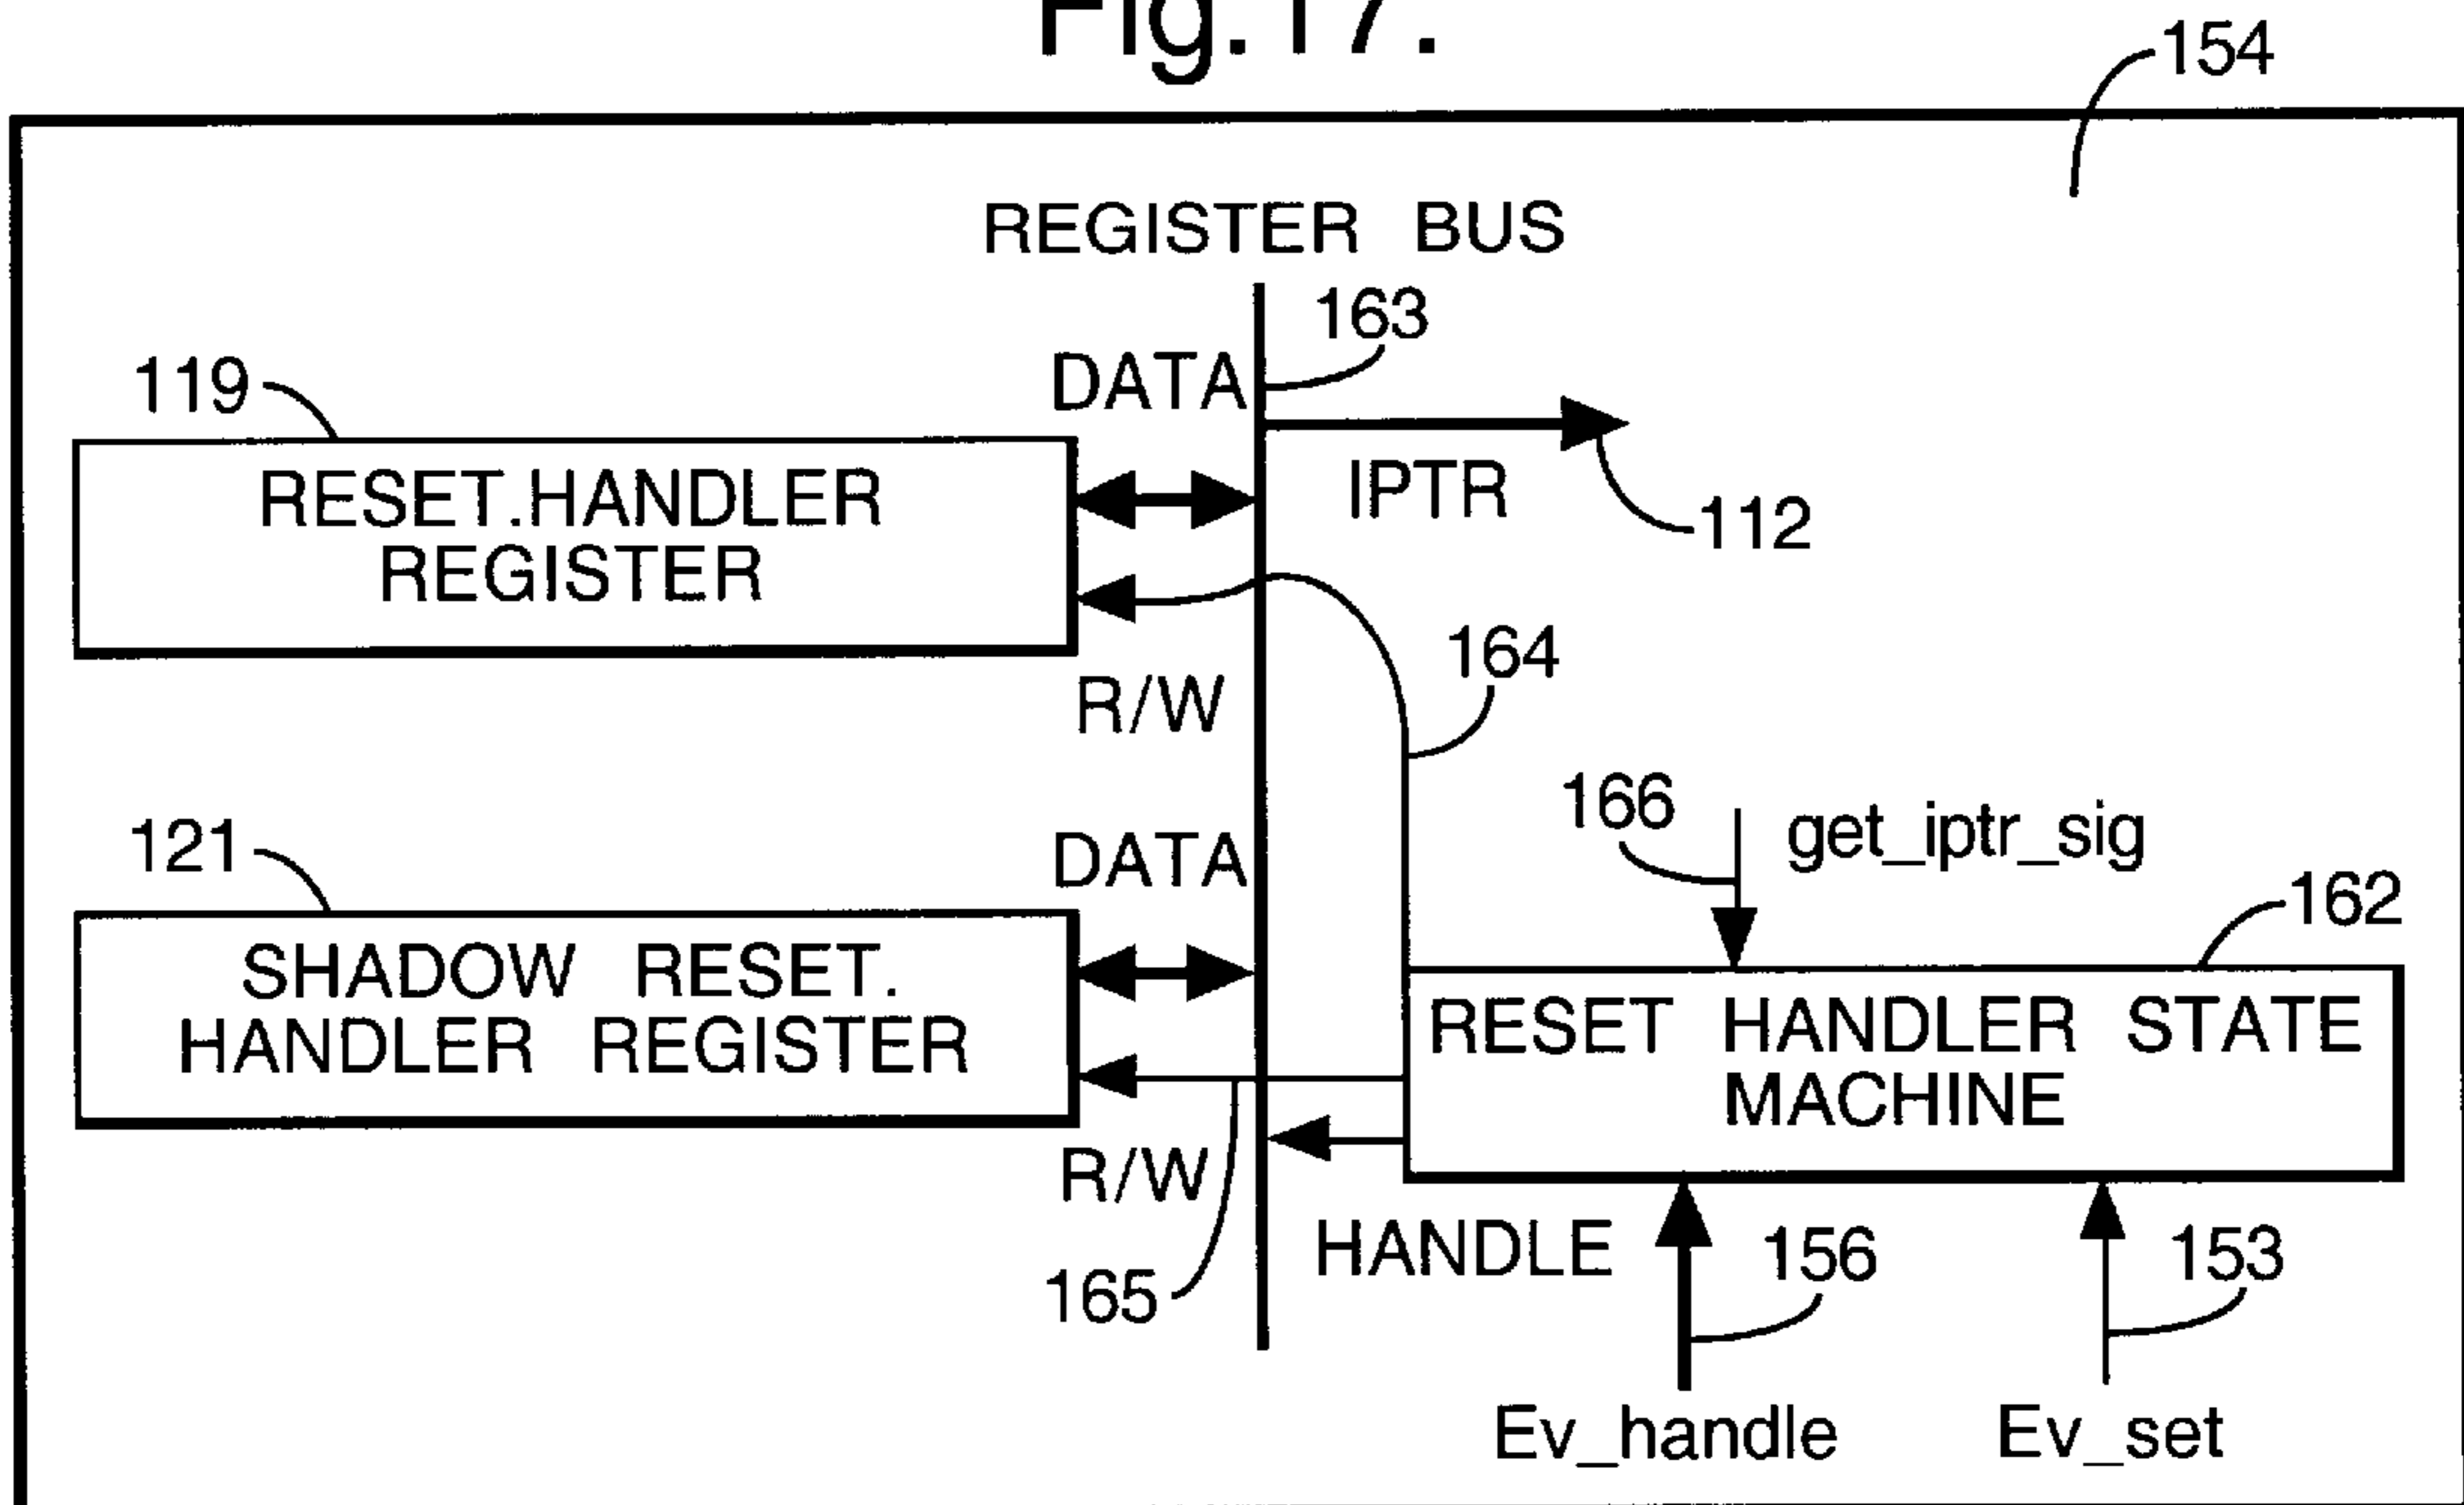 Fig.17.
154
REGISTER BUS
163
DATA
119
IPTR
112
RESET.HANDLER
REGISTER
R/W
164
166
get_iptr_sig
162
121
DATA
SHADOW RESET.
HANDLER REGISTER
RESET HANDLER STATE
MACHINE
R/W
HANDLE
165
156
153
Ev_handle
Ev_set